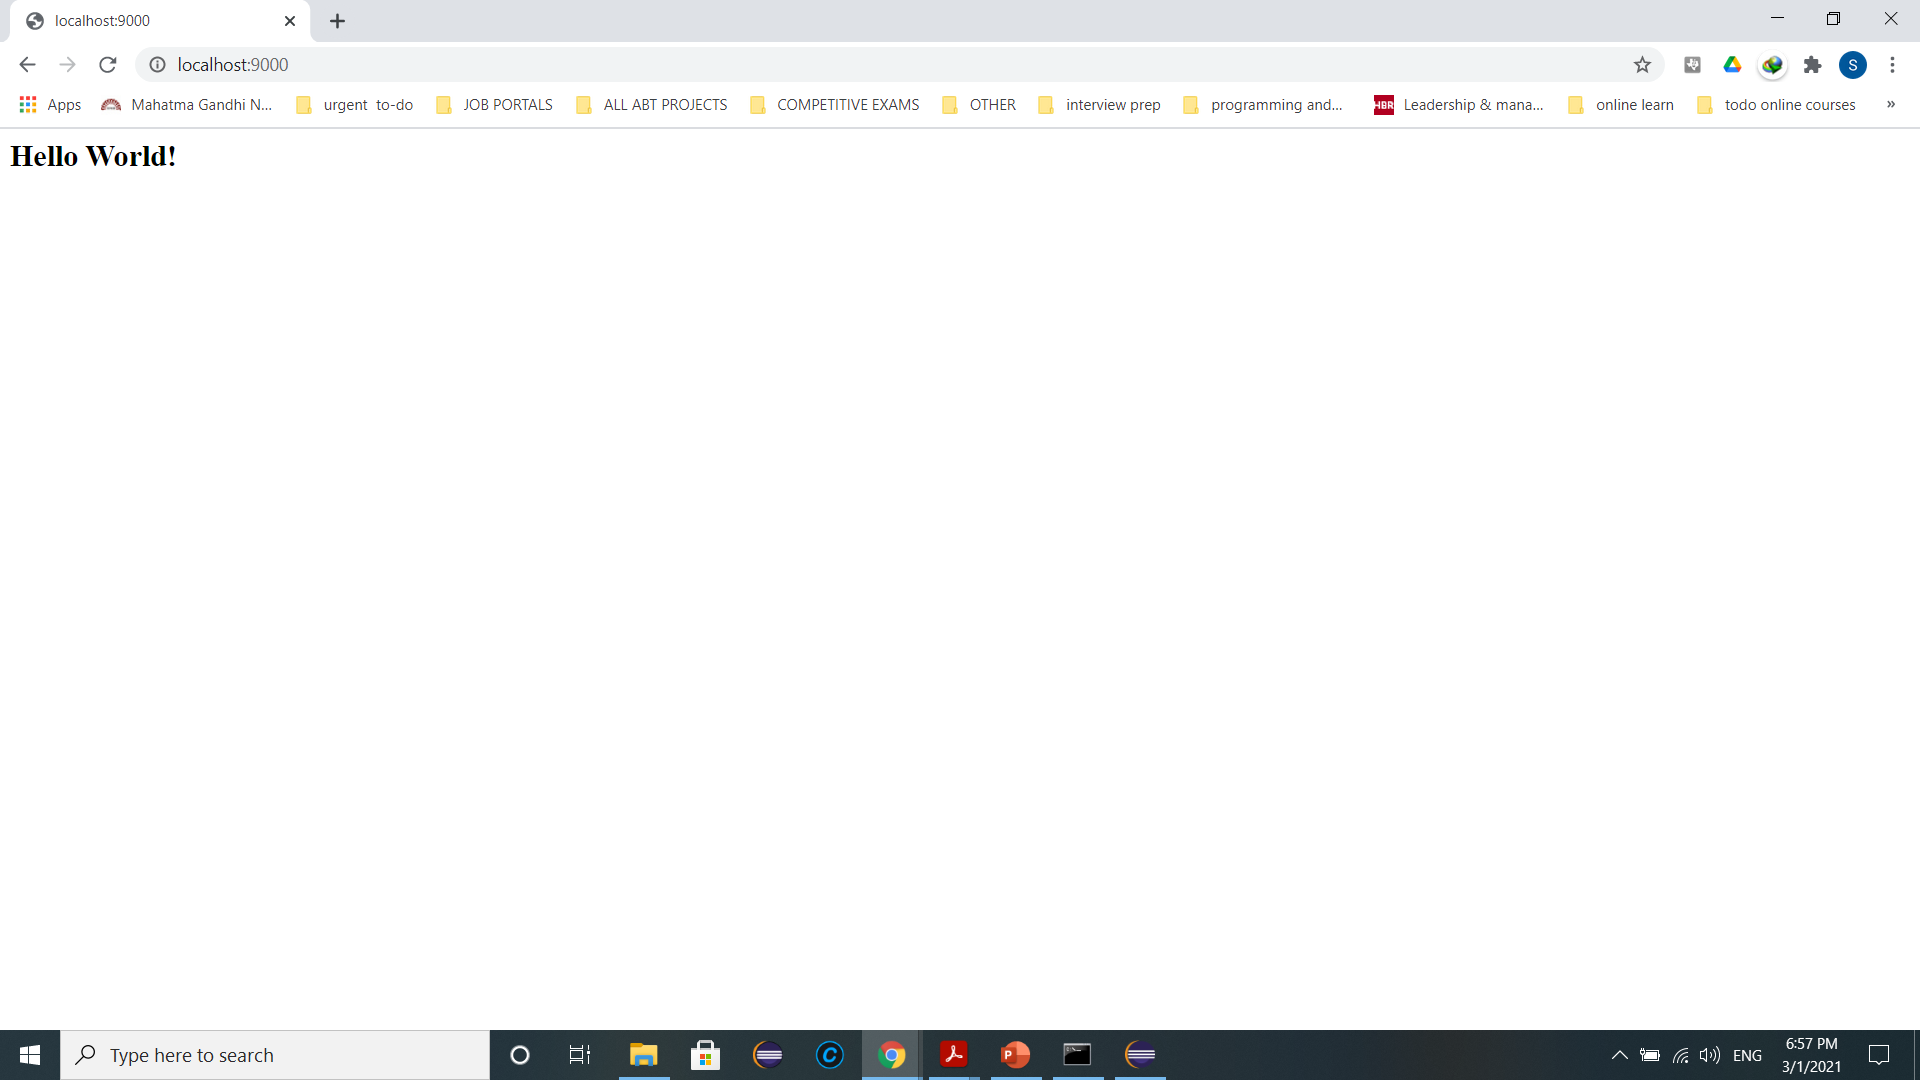 localhost:9000
localhost:9000
Apps Mahatma Gandhi N... urgent to-do JOB PORTALS ALL ABT PROJECTS COMPETITIVE EXAMS OTHER interview prep programming and... HBR Leadership & mana... online learn todo online courses »
Hello World!
Type here to search
ENG
6:57 PM
3/1/2021